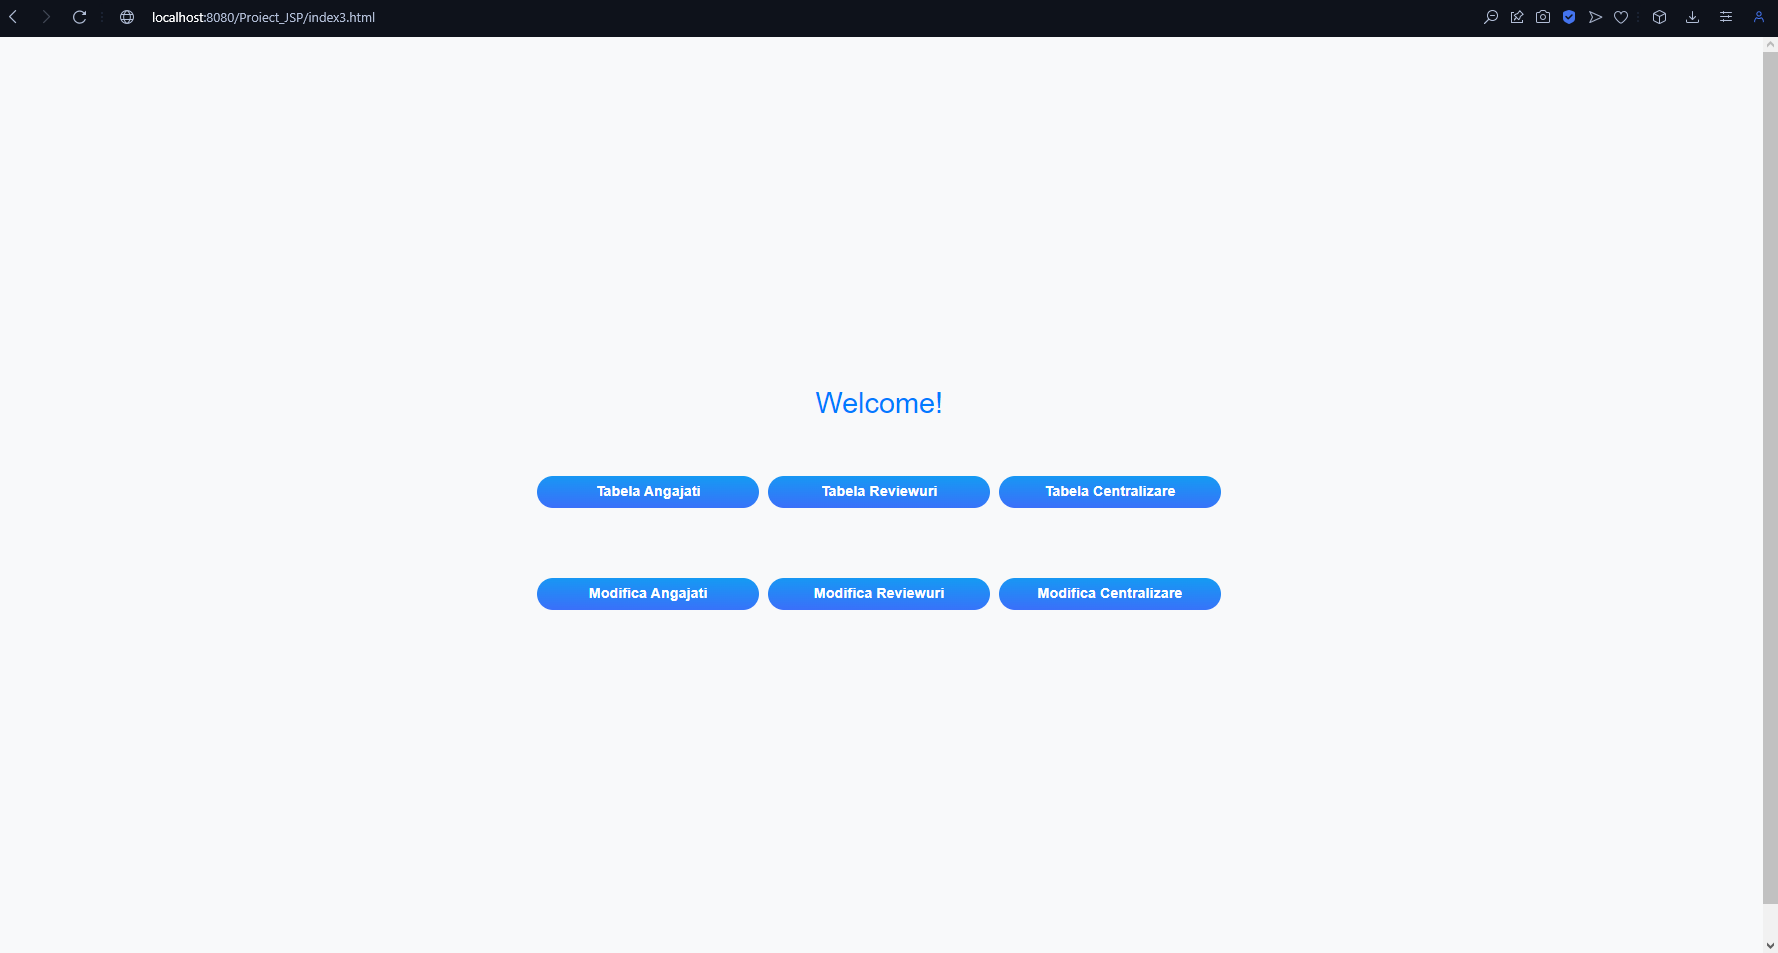 localhost:8080/Proiect_JSP/index3.html
Welcome!
Tabela Angajati Tabela Reviewuri Tabela Centralizare
Modifica Angajati Modifica Reviewuri Modifica Centralizare